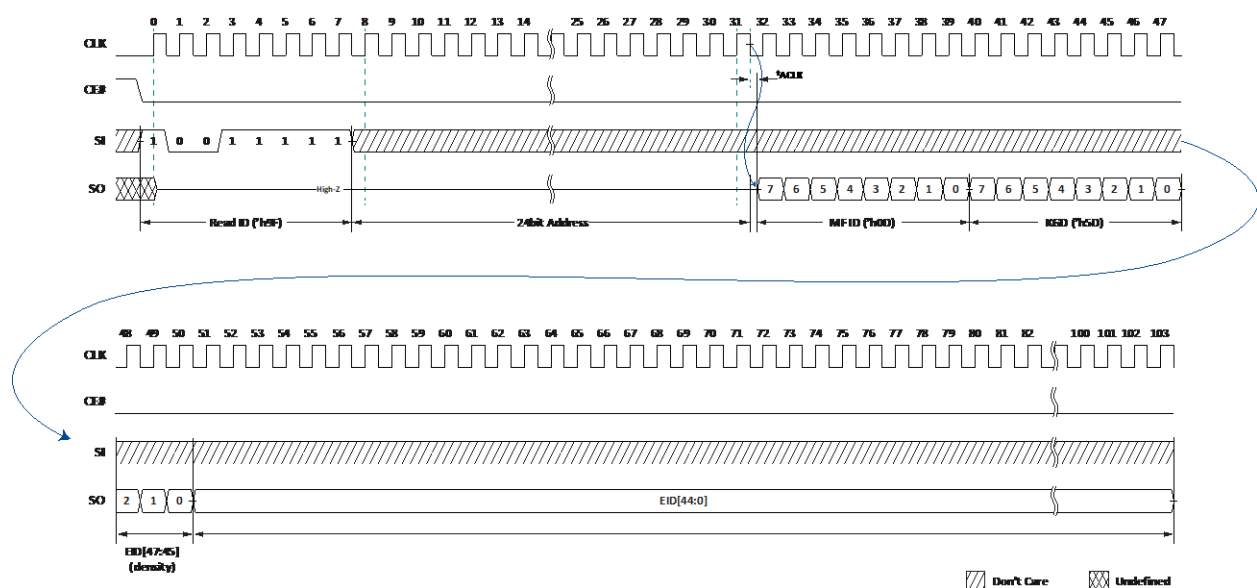 0 1 2 3 4 5 6 7 8 9 10 11 12 13 14 25 26 27 28 29 30 31 32 33 34 35 36 37 38 39 40 41 42 43 44 45 46 47
CLK
tACLK
CE#
SI 1 0 0 1 1 1 1 1
SO High-Z 7 6 5 4 3 2 1 0 7 6 5 4 3 2 1 0
Read ID ('h9F) 24bit Address MFID ('h0D) KGD ('h5D)
48 49 50 51 52 53 54 55 56 57 58 59 60 61 62 63 64 65 66 67 68 69 70 71 72 73 74 75 76 77 78 79 80 81 82 100 101 102 103
CLK
CE#
SI
SO 2 1 0 EID[44:0]
EID[47:45]
(density)
Don't Care Undefined